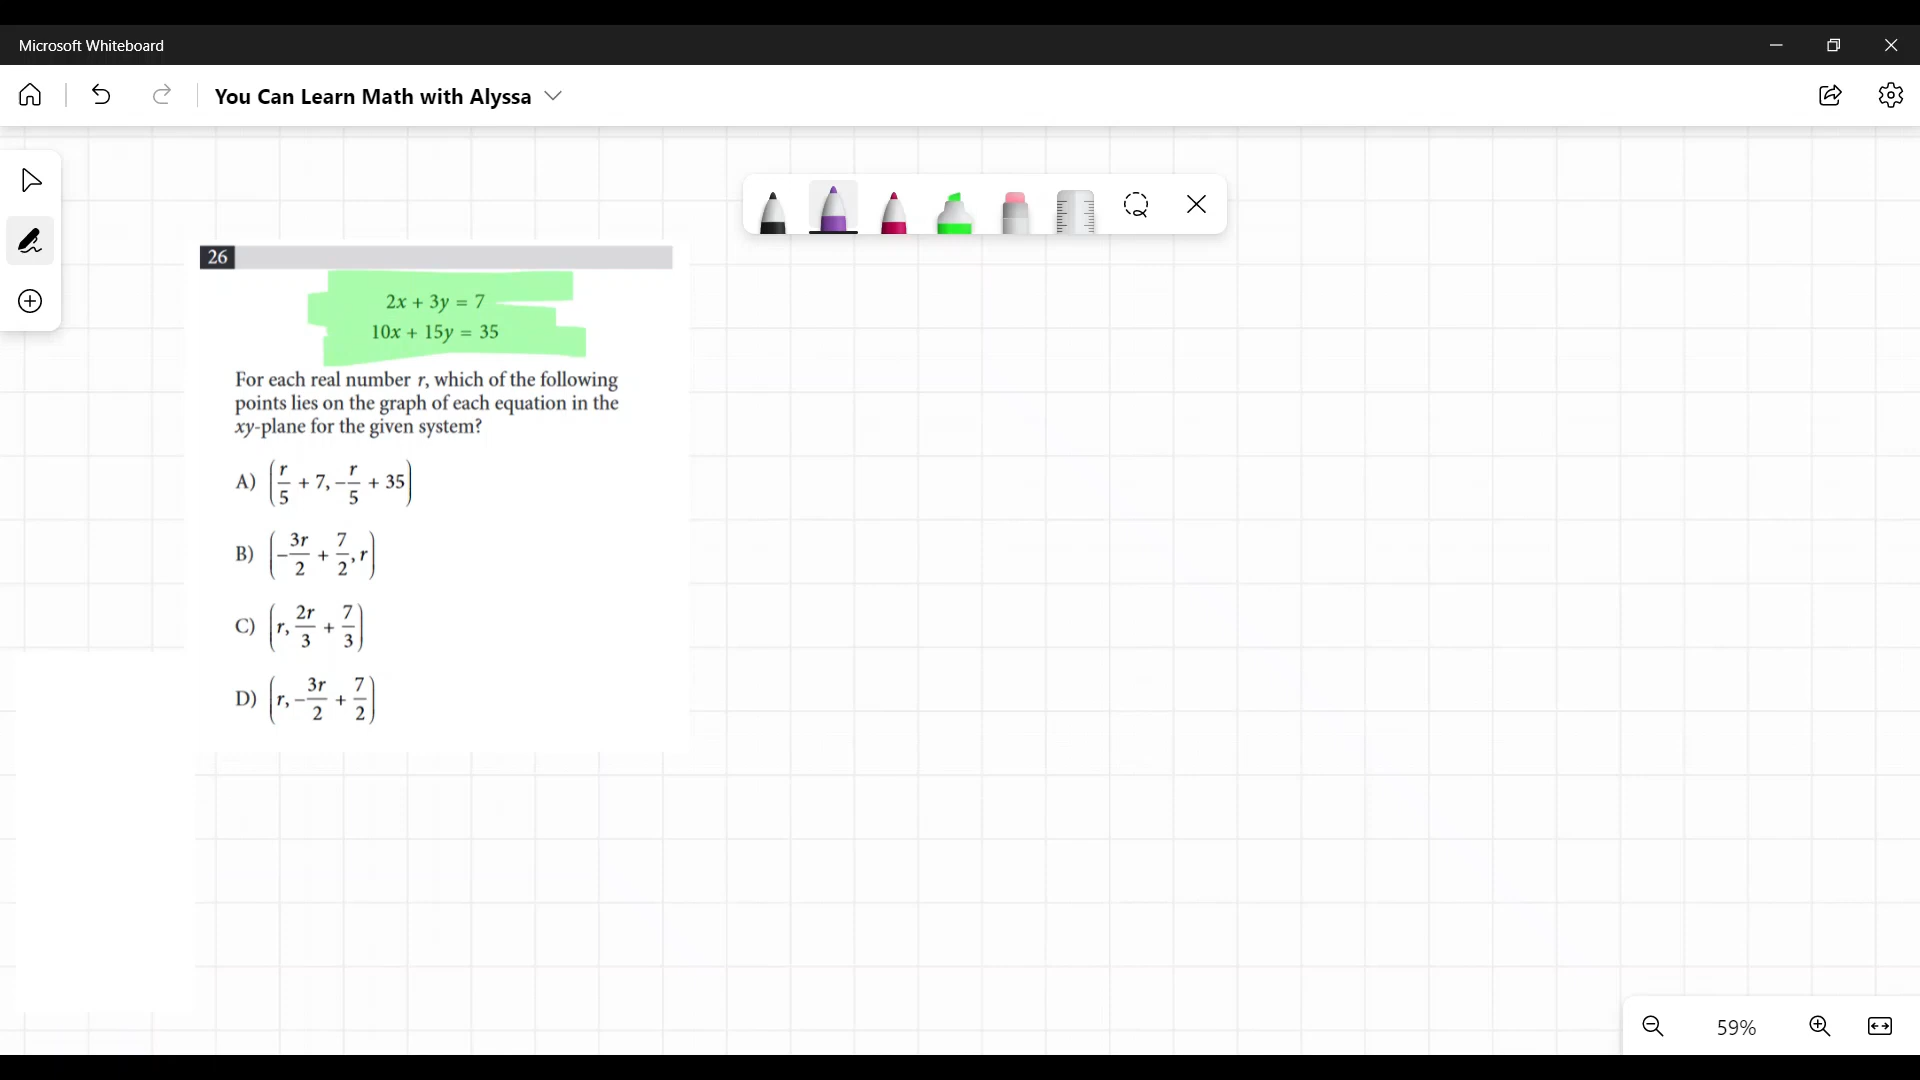 Microsoft Whiteboard
You Can Learn Math with Alyssa
26
2x + 3y = 7
10x + 15y = 35
For each real number r, which of the following
points lies on the graph of each equation in the
xy-plane for the given system?
A) (r/5 + 7, -r/5 + 35)
B) (-3r/2 + 7/2, r)
C) (r, 2r/3 + 7/3)
D) (r, -3r/2 + 7/2)
59%